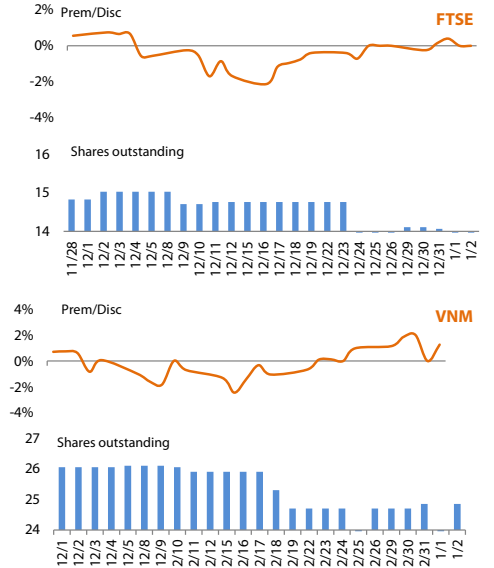 2%
Prem/Disc
FTSE
0%
-2%
-4%
16
Shares outstanding
15
14
11/28 12/1 12/2 12/3 12/4 12/5 12/8 12/9 12/10 12/11 12/12 12/15 12/16 12/17 12/18 12/19 12/22 12/23 12/24 12/25 12/26 12/29 12/30 12/31 1/1 1/2
4%
Prem/Disc
VNM
2%
0%
-2%
-4%
27
Shares outstanding
26
25
24
12/1 12/2 12/3 12/4 12/5 12/8 12/9 2/10 2/11 2/12 2/15 2/16 2/17 2/18 2/19 2/22 2/23 2/24 2/25 2/26 2/29 2/30 2/31 1/1 1/2